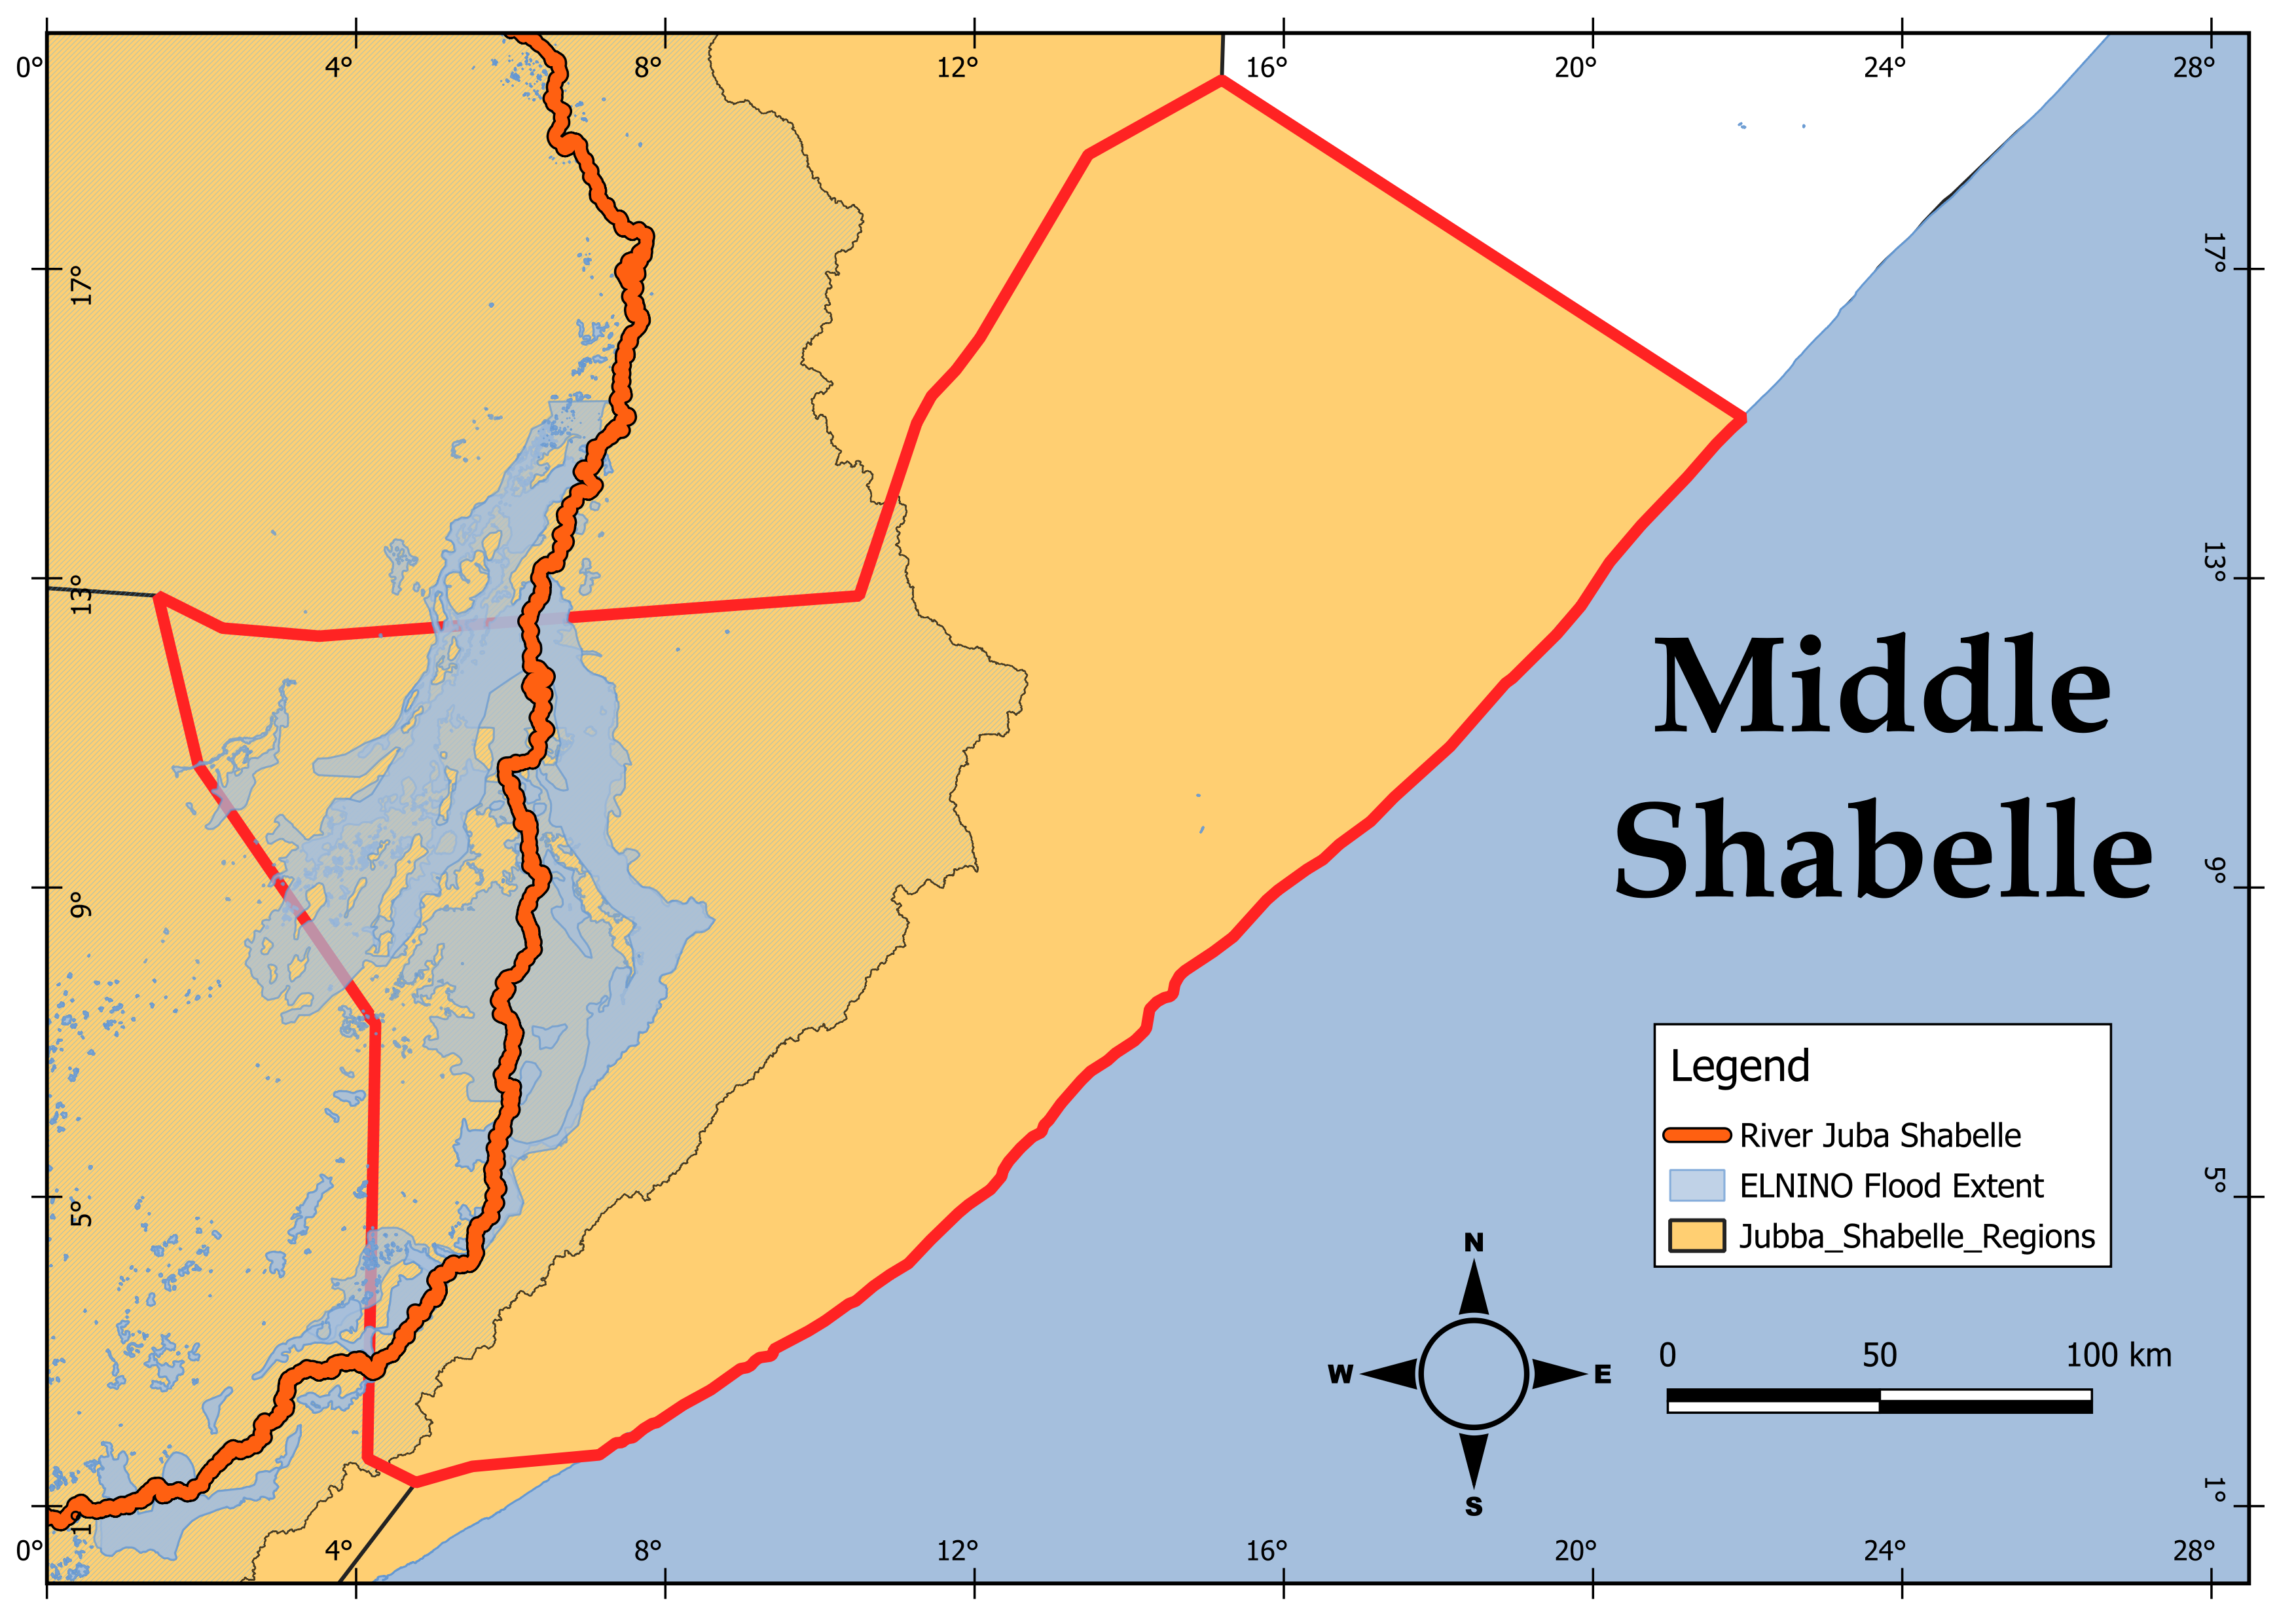 0° 4° 8° 12° 16° 20° 24° 28°
17° 17°
13° 13°
Middle
Shabelle
9° 9°
Legend
River Juba Shabelle
ELNINO Flood Extent
Jubba_Shabelle_Regions
5° 5°
N
W E
S
0 50 100 km
1° 1°
0° 4° 8° 12° 16° 20° 24° 28°